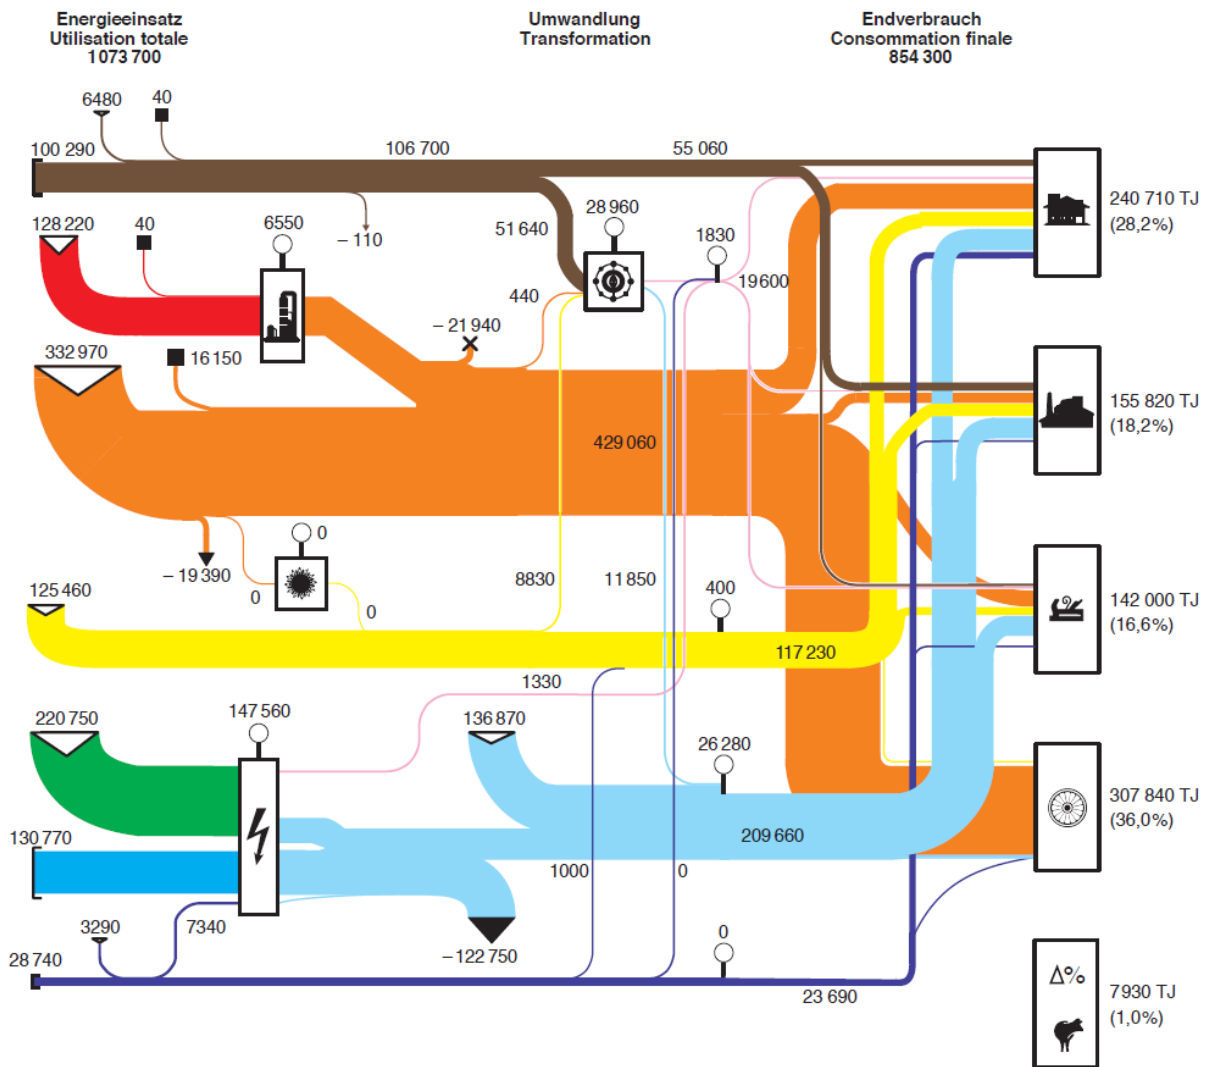 Energieeinsatz
Utilisation totale
1 073 700
Umwandlung
Transformation
Endverbrauch
Consommation finale
854 300
6480
40
100 290
106 700
55 060
128 220
40
6550
– 110
51 640
28 960
1830
240 710 TJ
(28,2%)
440
19 600
– 21 940
332 970
16 150
155 820 TJ
(18,2%)
429 060
0
– 19 390
0
0
8830
11 850
400
125 460
142 000 TJ
(16,6%)
117 230
1330
220 750
147 560
136 870
26 280
307 840 TJ
(36,0%)
130 770
209 660
1000
0
3290
7340
28 740
– 122 750
0
23 690
Δ%
7930 TJ
(1,0%)